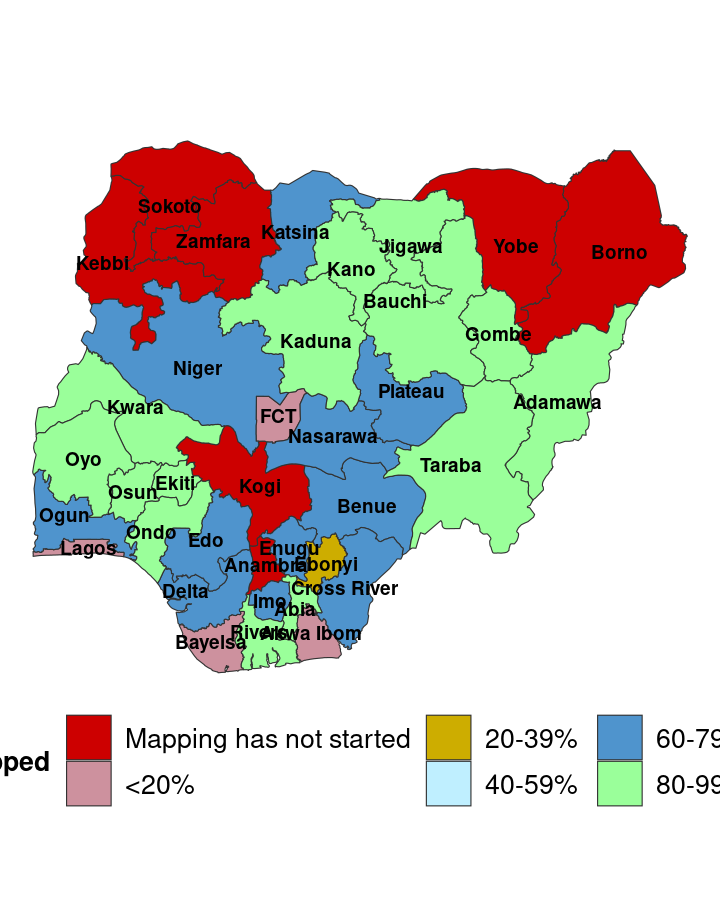 Sokoto
Katsina
Zamfara
Jigawa
Yobe
Borno
Kebbi
Kano
Bauchi
Gombe
Kaduna
Niger
Plateau
Adamawa
Kwara
FCT
Nasarawa
Oyo
Taraba
Osun
Ekiti
Kogi
Ogun
Benue
Ondo
Edo
Lagos
Enugu
Anambra
Ebonyi
Delta
Cross River
Imo
Abia
Bayelsa
Rivers
Akwa Ibom
pped
Mapping has not started
20-39%
60-79
<20%
40-59%
80-99